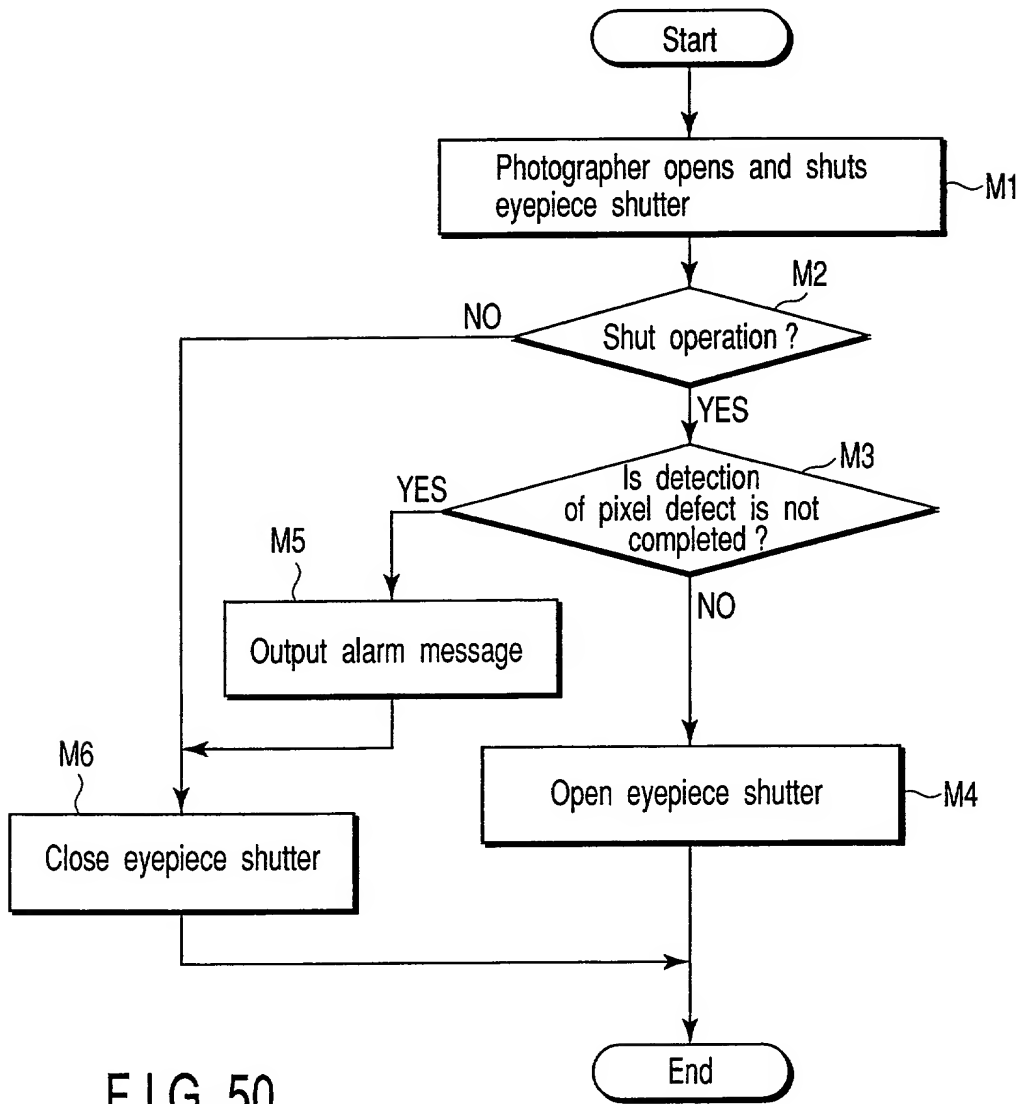 Start
Photographer opens and shuts
eyepiece shutter
M1
M2
NO
Shut operation ?
YES
M3
YES
Is detection
of pixel defect is not
completed ?
M5
NO
Output alarm message
M6
Open eyepiece shutter
M4
Close eyepiece shutter
End
FIG. 50